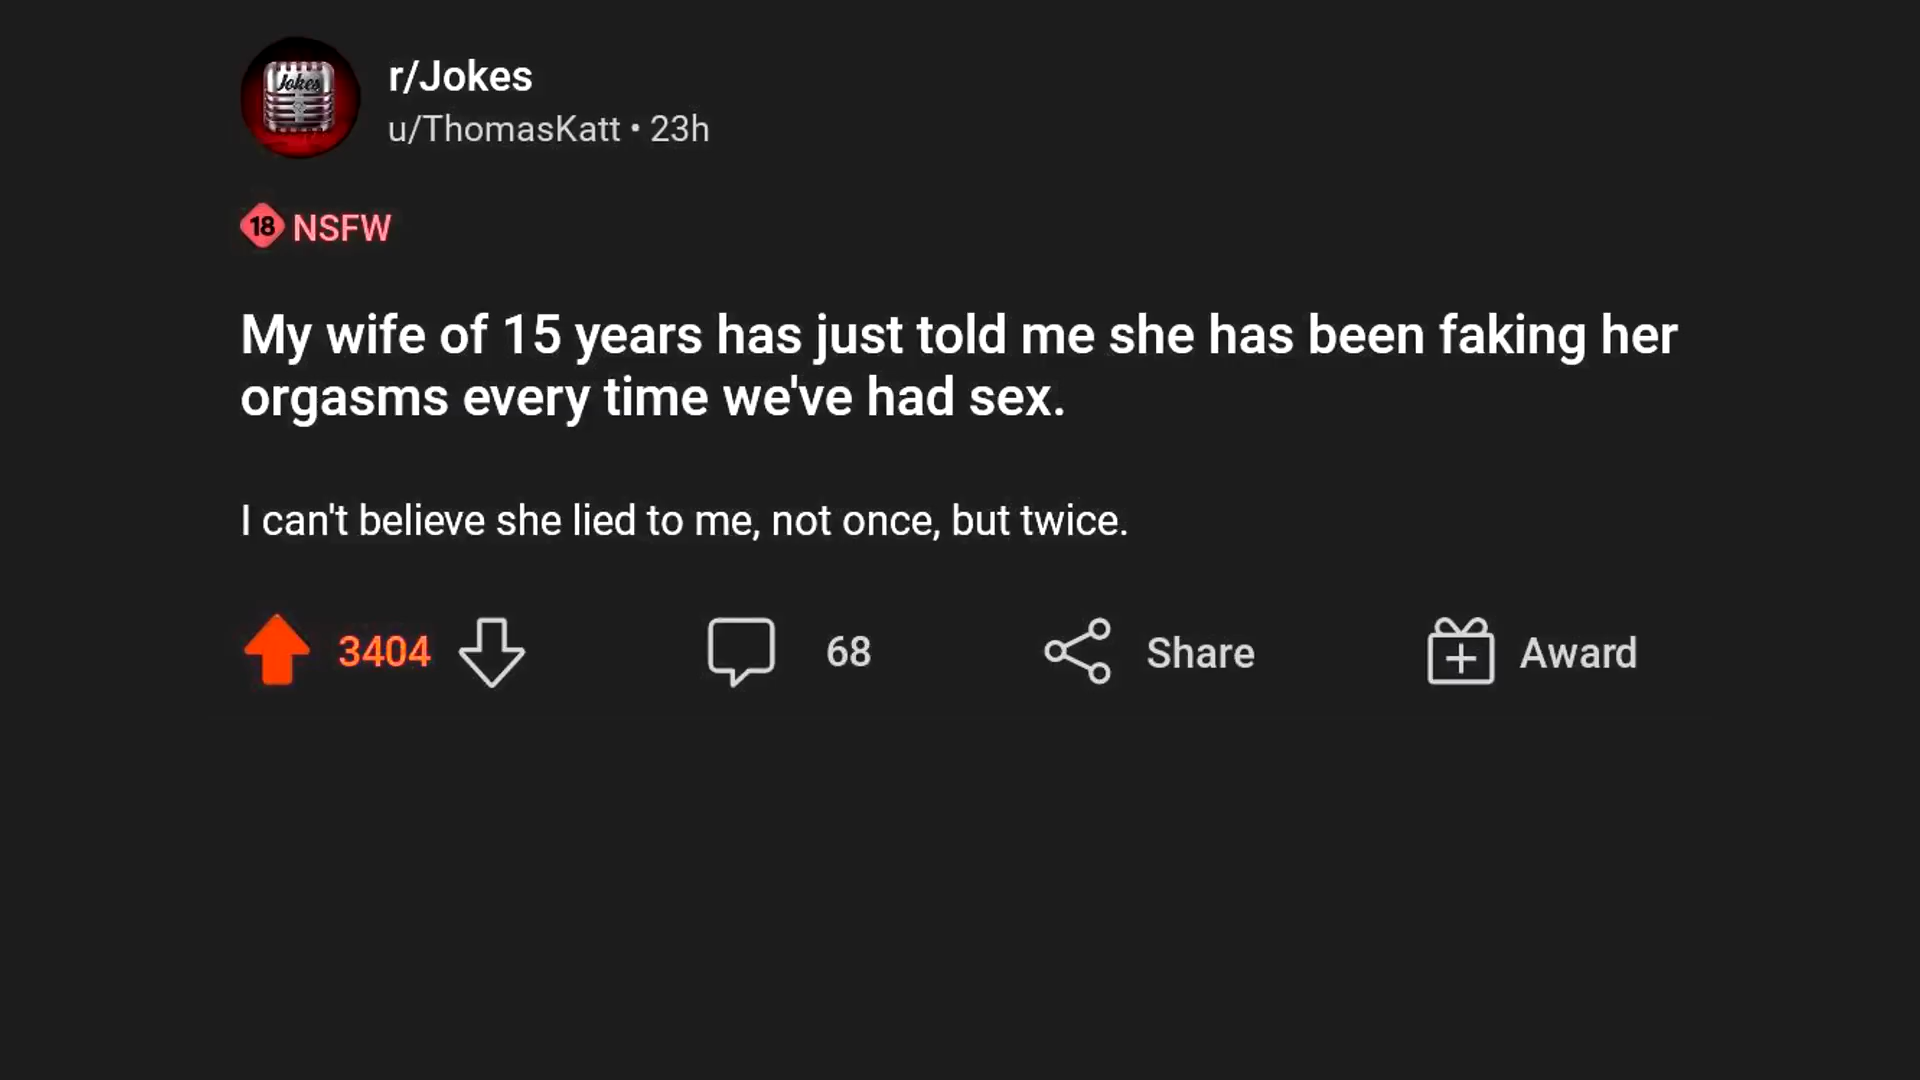 Jokes
r/Jokes
u/ThomasKatt • 23h
18 NSFW
My wife of 15 years has just told me she has been faking her
orgasms every time we've had sex.
I can't believe she lied to me, not once, but twice.
3404 68 Share Award